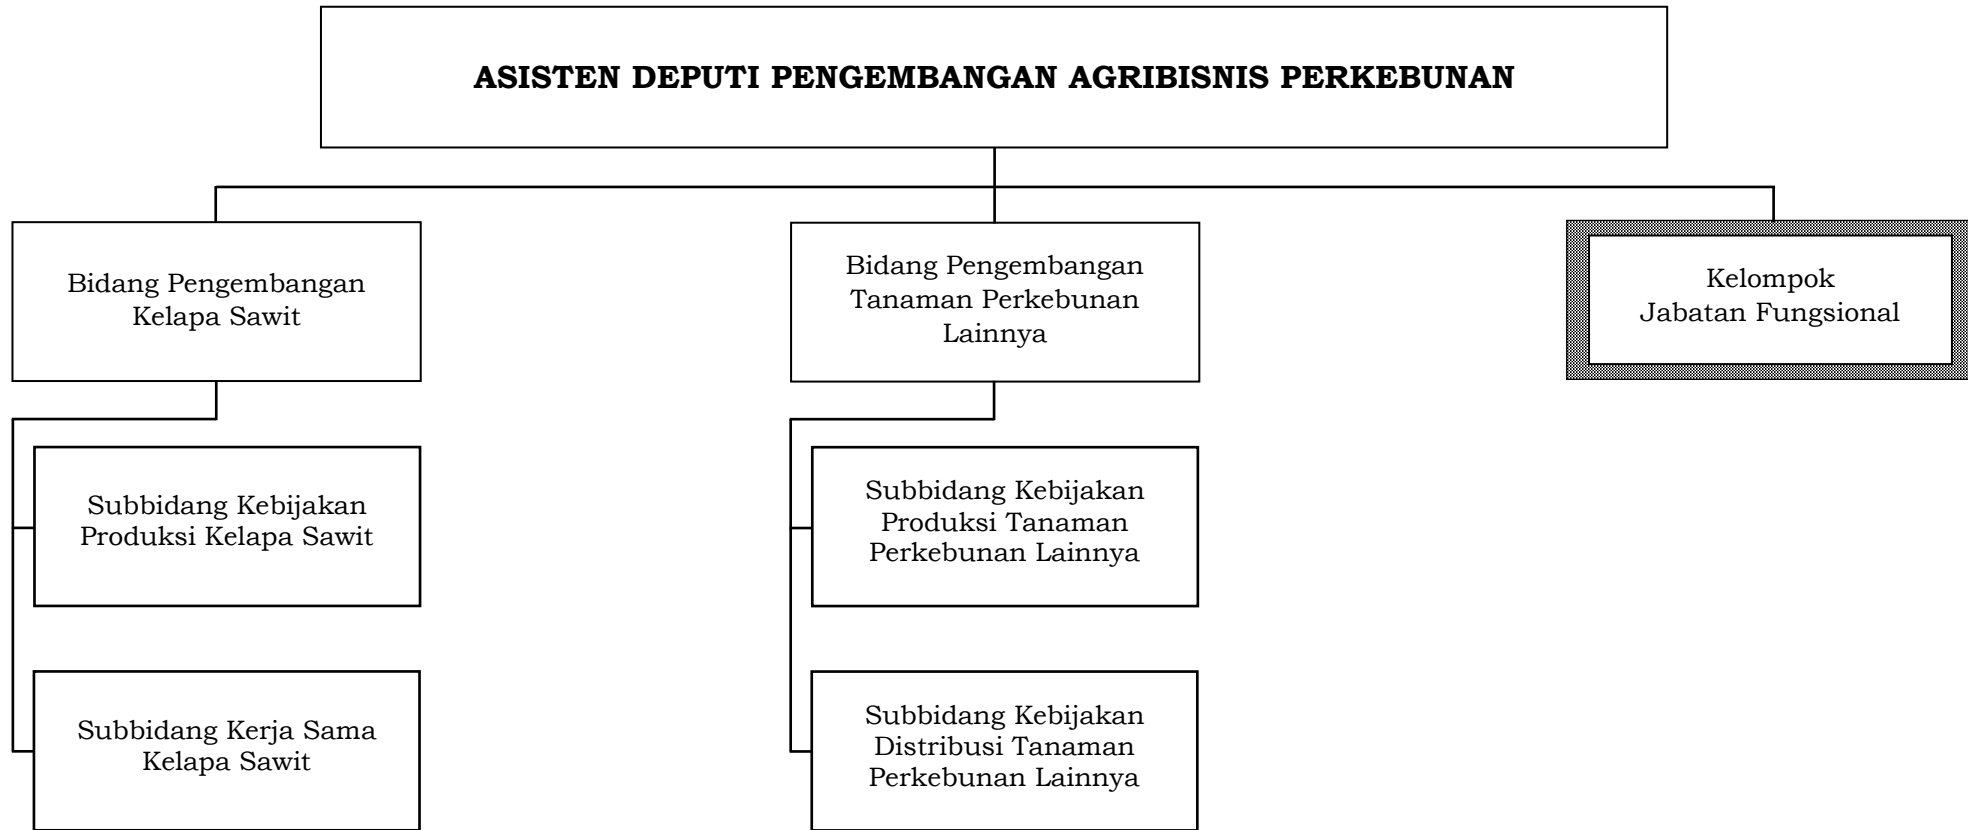 ASISTEN DEPUTI PENGEMBANGAN AGRIBISNIS PERKEBUNAN
Bidang Pengembangan
Kelapa Sawit
Bidang Pengembangan
Tanaman Perkebunan
Lainnya
Kelompok
Jabatan Fungsional
Subbidang Kebijakan
Produksi Kelapa Sawit
Subbidang Kebijakan
Produksi Tanaman
Perkebunan Lainnya
Subbidang Kerja Sama
Kelapa Sawit
Subbidang Kebijakan
Distribusi Tanaman
Perkebunan Lainnya